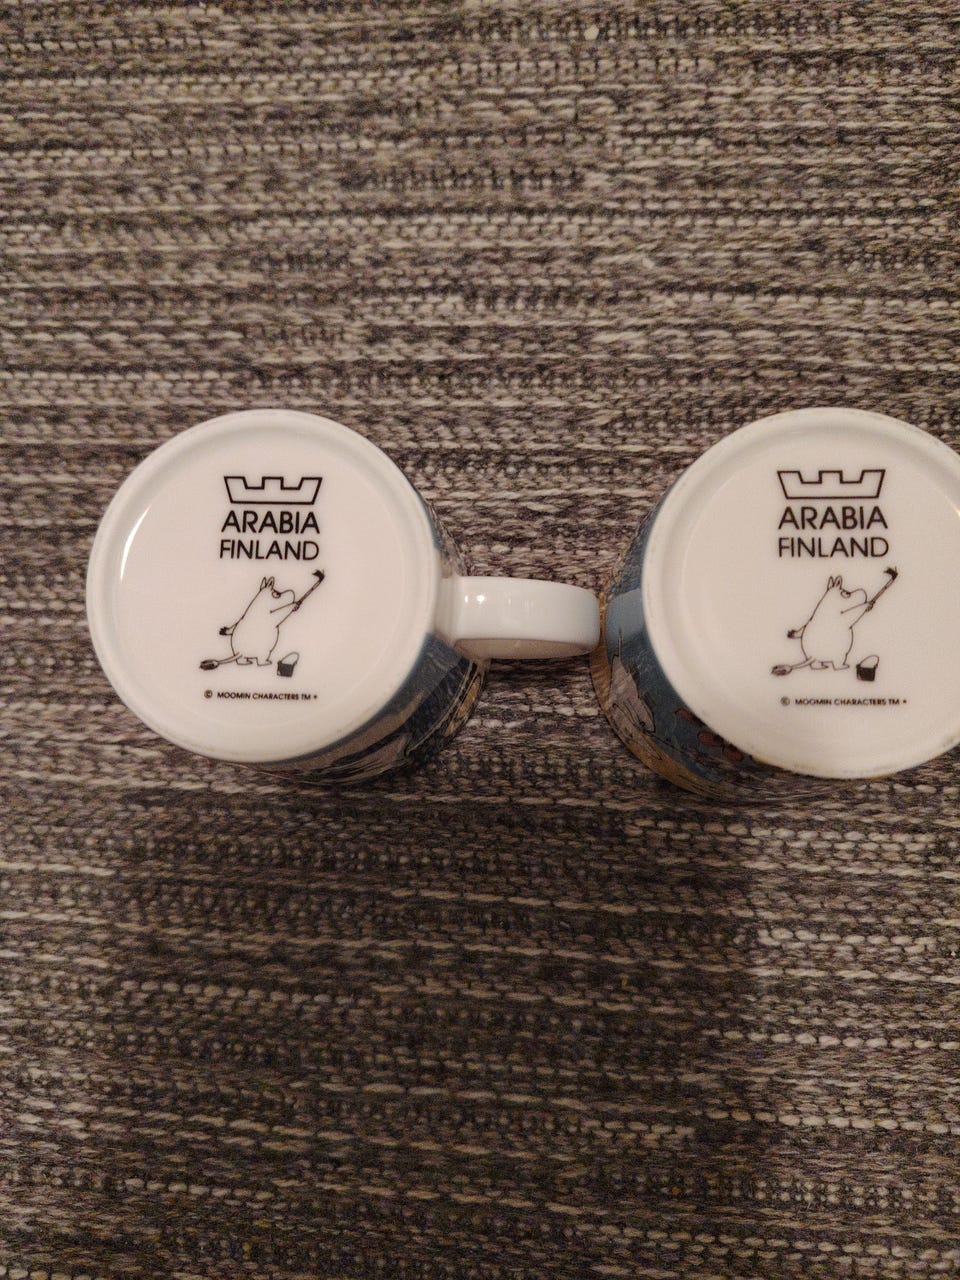 ARABIA
FINLAND
© MOOMIN CHARACTERS TM •
ARABIA
FINLAND
© MOOMIN CHARACTERS TM •